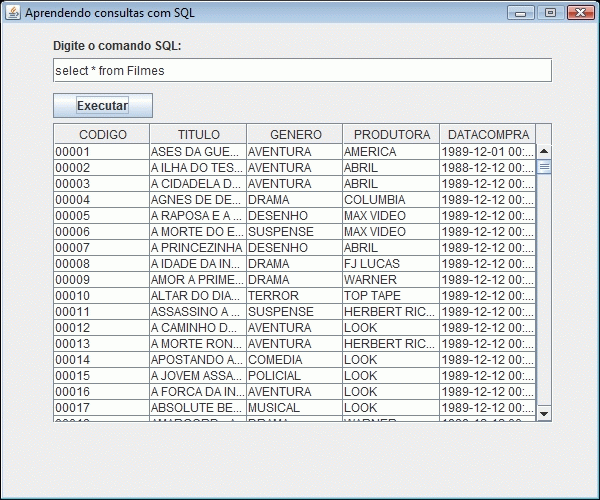 Aprendendo consultas com SQL
Digite o comando SQL:
select * from Filmes
Executar
CODIGO TITULO GENERO PRODUTORA DATACOMPRA
00001 ASES DA GUE... AVENTURA AMERICA 1989-12-01 00:...
00002 A ILHA DO TES... AVENTURA ABRIL 1988-12-12 00:...
00003 A CIDADELA D... AVENTURA ABRIL 1989-12-12 00:...
00004 AGNES DE DE... DRAMA COLUMBIA 1989-12-12 00:...
00005 A RAPOSA E A ... DESENHO MAX VIDEO 1989-12-12 00:...
00006 A MORTE DO E... SUSPENSE MAX VIDEO 1989-12-12 00:...
00007 A PRINCEZINHA DESENHO ABRIL 1989-12-12 00:...
00008 A IDADE DA IN... DRAMA FJ LUCAS 1989-12-12 00:...
00009 AMOR A PRIME... DRAMA WARNER 1989-12-12 00:...
00010 ALTAR DO DIA... TERROR TOP TAPE 1989-12-12 00:...
00011 ASSASSINO A ... SUSPENSE HERBERT RIC... 1989-12-12 00:...
00012 A CAMINHO D... AVENTURA LOOK 1989-12-12 00:...
00013 A MORTE RON... AVENTURA HERBERT RIC... 1989-12-12 00:...
00014 APOSTANDO A... COMEDIA LOOK 1989-12-12 00:...
00015 A JOVEM ASSA... POLICIAL LOOK 1989-12-12 00:...
00016 A FORCA DA IN... AVENTURA LOOK 1989-12-12 00:...
00017 ABSOLUTE BE... MUSICAL LOOK 1989-12-12 00:...